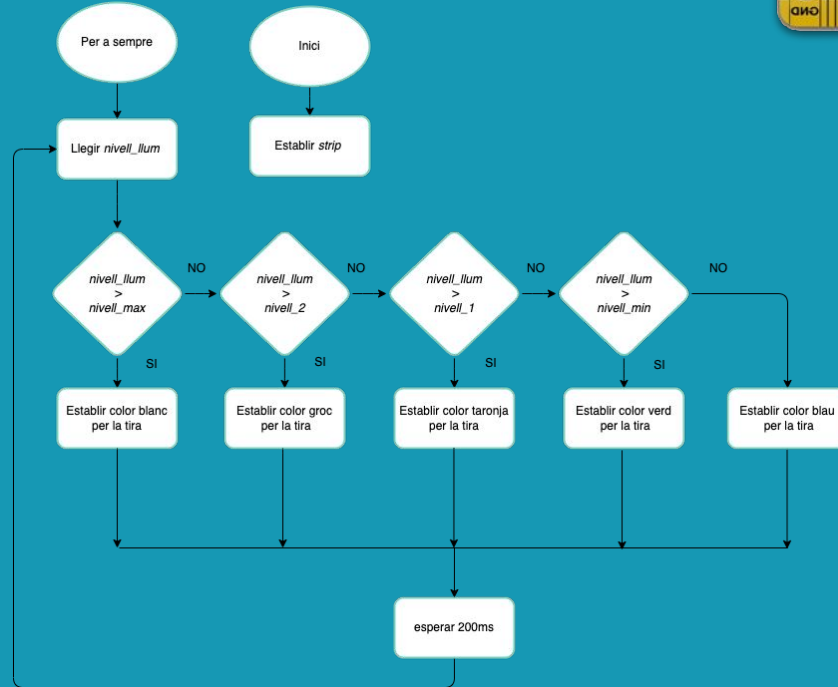 GND
Per a sempre
Inici
Llegir nivell_llum
Establir strip
nivell_llum
>
nivell_max
NO
nivell_llum
>
nivell_2
NO
nivell_llum
>
nivell_1
NO
nivell_llum
>
nivell_min
NO
SI
SI
SI
SI
Establir color blanc
per la tira
Establir color groc
per la tira
Establir color taronja
per la tira
Establir color verd
per la tira
Establir color blau
per la tira
esperar 200ms